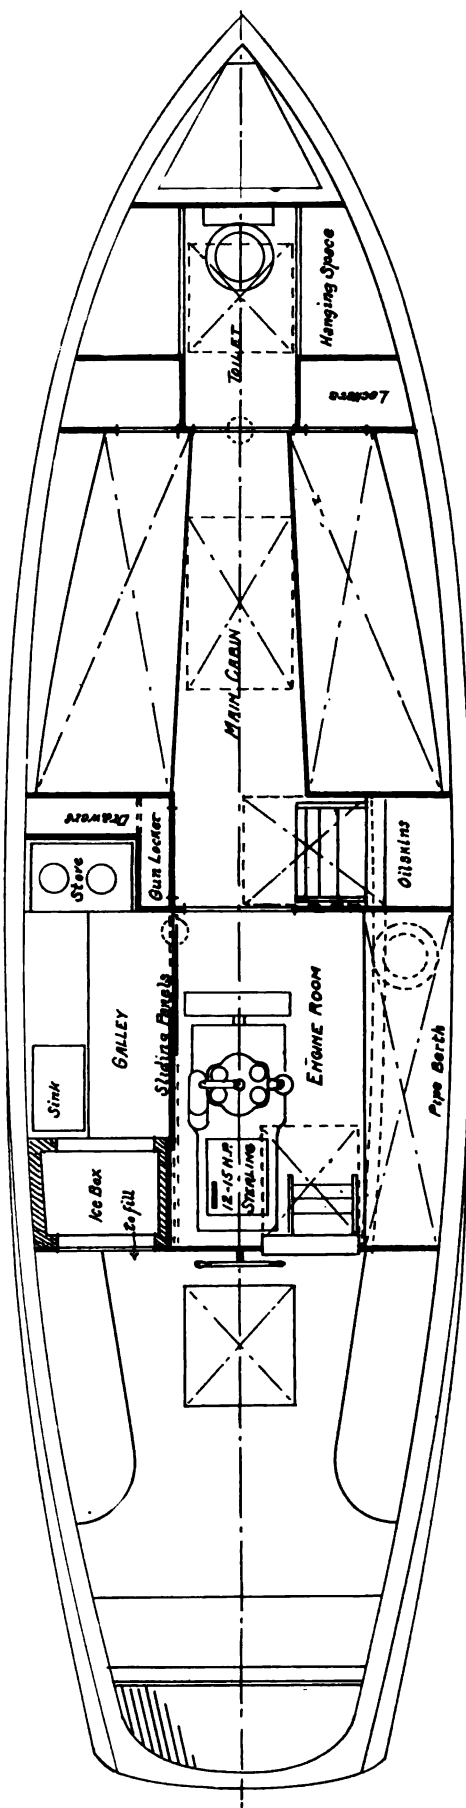 Hanging Space
TOILET
Lockers
MAIN CABIN
Drawers
Gun Locker
Stove
Oilskins
GALLEY
Sliding Panels
ENGINE ROOM
Sink
Pipe Berth
12-15 H.P.
STERLING
Ice Box
to fill